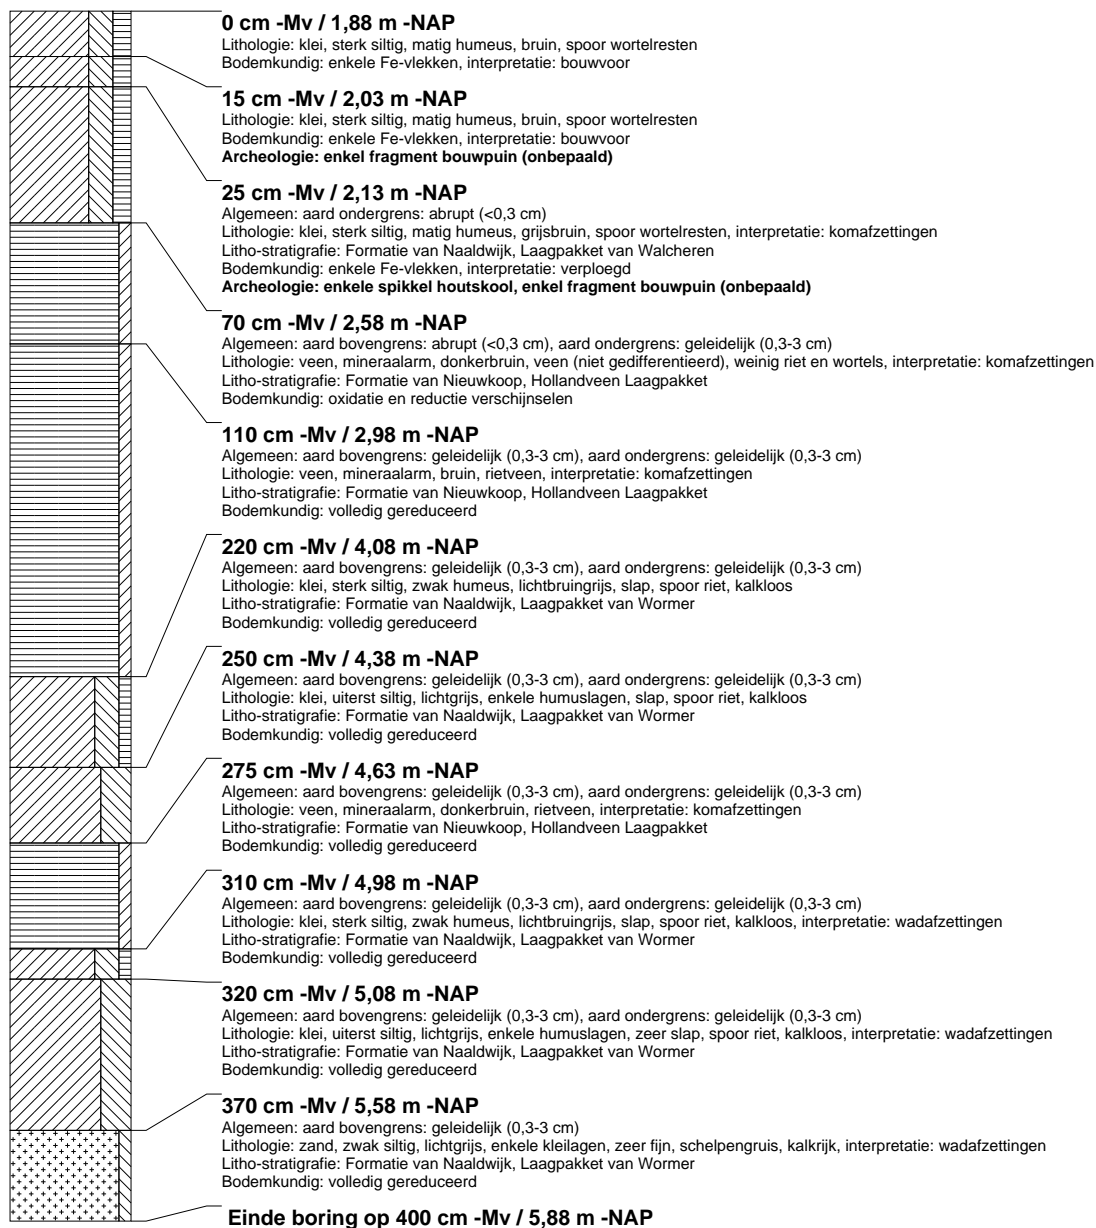 0 cm -Mv / 1,88 m -NAP
Lithologie: klei, sterk siltig, matig humeus, bruin, spoor wortelresten
Bodemkundig: enkele Fe-vlekken, interpretatie: bouwvoor
15 cm -Mv / 2,03 m -NAP
Lithologie: klei, sterk siltig, matig humeus, bruin, spoor wortelresten
Bodemkundig: enkele Fe-vlekken, interpretatie: bouwvoor
Archeologie: enkel fragment bouwpuin (onbepaald)
25 cm -Mv / 2,13 m -NAP
Algemeen: aard ondergrens: abrupt (<0,3 cm)
Lithologie: klei, sterk siltig, matig humeus, grijsbruin, spoor wortelresten, interpretatie: komafzettingen
Litho-stratigrafie: Formatie van Naaldwijk, Laagpakket van Walcheren
Bodemkundig: enkele Fe-vlekken, interpretatie: verploegd
Archeologie: enkele spikkel houtskool, enkel fragment bouwpuin (onbepaald)
70 cm -Mv / 2,58 m -NAP
Algemeen: aard bovengrens: abrupt (<0,3 cm), aard ondergrens: geleidelijk (0,3-3 cm)
Lithologie: veen, mineraalarm, donkerbruin, veen (niet gedifferentieerd), weinig riet en wortels, interpretatie: komafzettingen
Litho-stratigrafie: Formatie van Nieuwkoop, Hollandveen Laagpakket
Bodemkundig: oxidatie en reductie verschijnselen
110 cm -Mv / 2,98 m -NAP
Algemeen: aard bovengrens: geleidelijk (0,3-3 cm), aard ondergrens: geleidelijk (0,3-3 cm)
Lithologie: veen, mineraalarm, bruin, rietveen, interpretatie: komafzettingen
Litho-stratigrafie: Formatie van Nieuwkoop, Hollandveen Laagpakket
Bodemkundig: volledig gereduceerd
220 cm -Mv / 4,08 m -NAP
Algemeen: aard bovengrens: geleidelijk (0,3-3 cm), aard ondergrens: geleidelijk (0,3-3 cm)
Lithologie: klei, sterk siltig, zwak humeus, lichtbruingrijs, slap, spoor riet, kalkloos
Litho-stratigrafie: Formatie van Naaldwijk, Laagpakket van Wormer
Bodemkundig: volledig gereduceerd
250 cm -Mv / 4,38 m -NAP
Algemeen: aard bovengrens: geleidelijk (0,3-3 cm), aard ondergrens: geleidelijk (0,3-3 cm)
Lithologie: klei, uiterst siltig, lichtgrijs, enkele humuslagen, slap, spoor riet, kalkloos
Litho-stratigrafie: Formatie van Naaldwijk, Laagpakket van Wormer
Bodemkundig: volledig gereduceerd
275 cm -Mv / 4,63 m -NAP
Algemeen: aard bovengrens: geleidelijk (0,3-3 cm), aard ondergrens: geleidelijk (0,3-3 cm)
Lithologie: veen, mineraalarm, donkerbruin, rietveen, interpretatie: komafzettingen
Litho-stratigrafie: Formatie van Nieuwkoop, Hollandveen Laagpakket
Bodemkundig: volledig gereduceerd
310 cm -Mv / 4,98 m -NAP
Algemeen: aard bovengrens: geleidelijk (0,3-3 cm), aard ondergrens: geleidelijk (0,3-3 cm)
Lithologie: klei, sterk siltig, zwak humeus, lichtbruingrijs, slap, spoor riet, kalkloos, interpretatie: wadafzettingen
Litho-stratigrafie: Formatie van Naaldwijk, Laagpakket van Wormer
Bodemkundig: volledig gereduceerd
320 cm -Mv / 5,08 m -NAP
Algemeen: aard bovengrens: geleidelijk (0,3-3 cm), aard ondergrens: geleidelijk (0,3-3 cm)
Lithologie: klei, uiterst siltig, lichtgrijs, enkele humuslagen, zeer slap, spoor riet, kalkloos, interpretatie: wadafzettingen
Litho-stratigrafie: Formatie van Naaldwijk, Laagpakket van Wormer
Bodemkundig: volledig gereduceerd
370 cm -Mv / 5,58 m -NAP
Algemeen: aard bovengrens: geleidelijk (0,3-3 cm)
Lithologie: zand, zwak siltig, lichtgrijs, enkele kleilagen, zeer fijn, schelpengruis, kalkrijk, interpretatie: wadafzettingen
Litho-stratigrafie: Formatie van Naaldwijk, Laagpakket van Wormer
Bodemkundig: volledig gereduceerd
Einde boring op 400 cm -Mv / 5,88 m -NAP